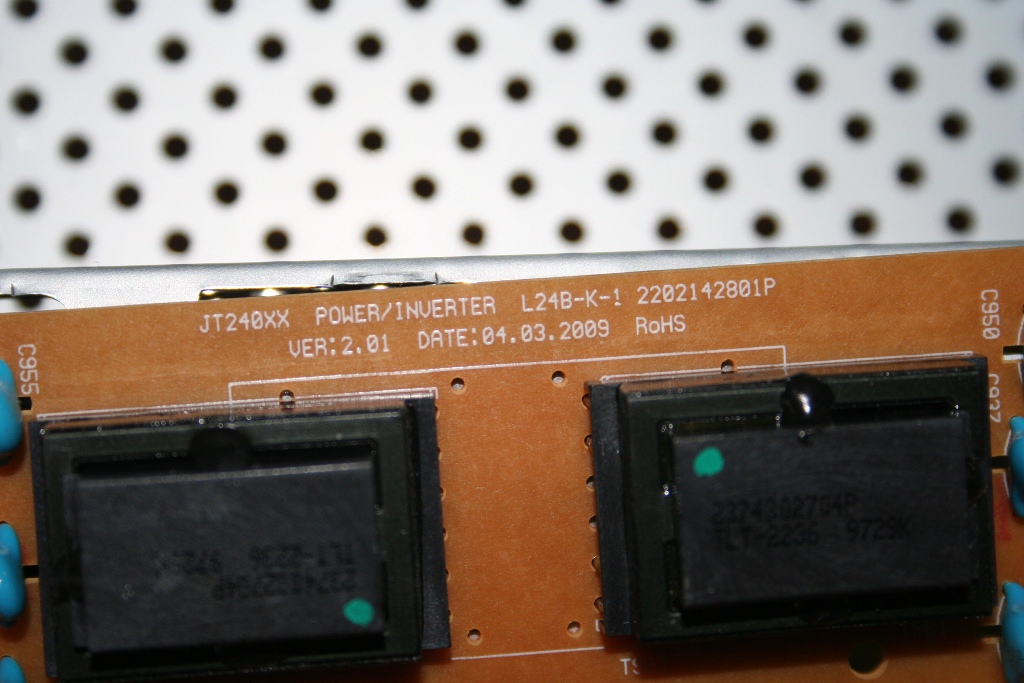 JT240XX POWER/INVERTER L24B-K-1 2202142801P
VER:2.01 DATE:04.03.2009 RoHS
C955
C950
C927
TLT-2236 9729K